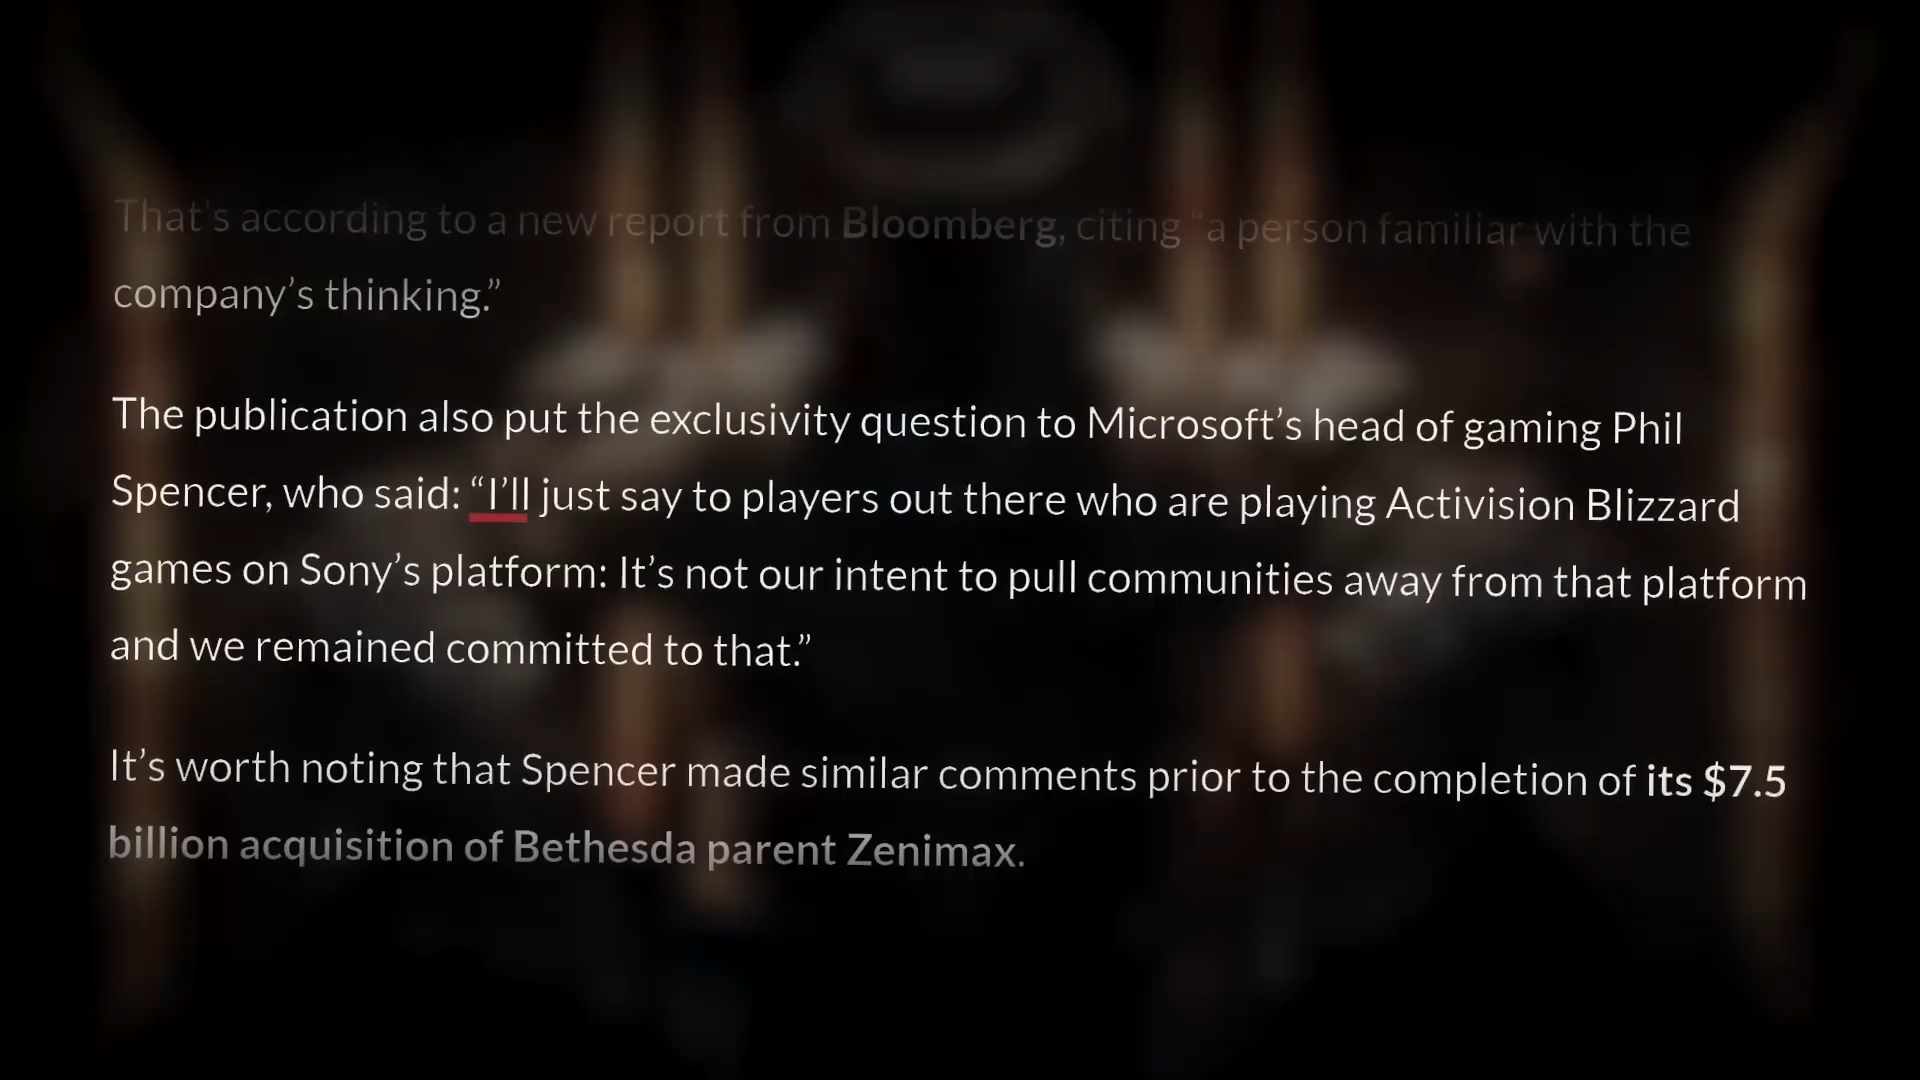 That’s according to a new report from Bloomberg, citing “a person familiar with the
company’s thinking.”
The publication also put the exclusivity question to Microsoft’s head of gaming Phil
Spencer, who said: “I’ll just say to players out there who are playing Activision Blizzard
games on Sony’s platform: It’s not our intent to pull communities away from that platform
and we remained committed to that.”
It’s worth noting that Spencer made similar comments prior to the completion of its $7.5
billion acquisition of Bethesda parent Zenimax.